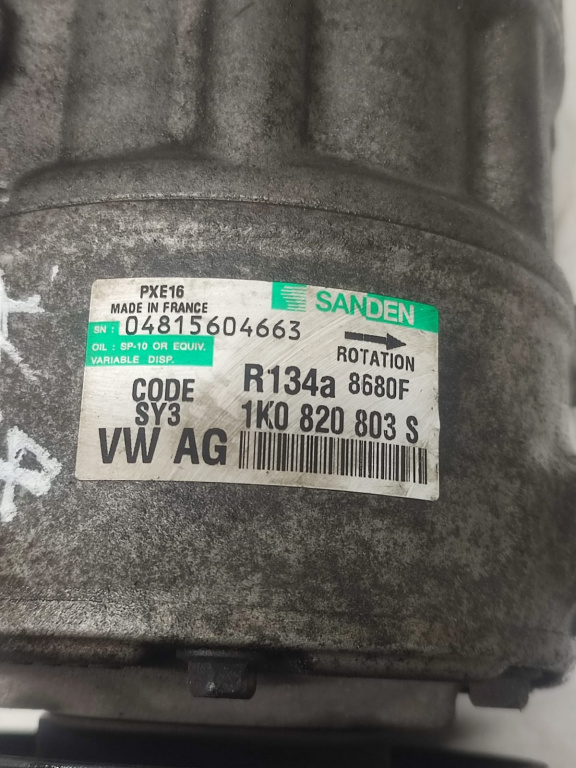 PXE16
MADE IN FRANCE
SANDEN
SN : 04815604663
OIL : SP-10 OR EQUIV.
VARIABLE DISP.
ROTATION
CODE
SY3
R134a 8680F
1K0 820 803 S
VW AG